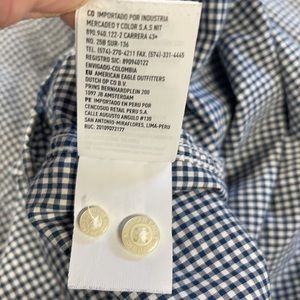 CO IMPORTADO POR INDUSTRIA
MERCADEO Y COLOR S.A.S NIT
890.940.122-2 CARRERA 43ª
NO. 25B SUR-136
TEL. (574)-270-4211 FAX. (574)-331-4445
REGISTRO SIC: 890940122
ENVIGADO-COLOMBIA
EU AMERICAN EAGLE OUTFITTERS
DUTCH OP CO B.V.
PRINS BERNHARDPLEIN 200
1097 JB AMSTERDAM
PE IMPORTADO EN PERU POR
CENCOSUD RETAIL PERU S.A.
CALLE AUGUSTO ANGULO #130
SAN ANTONIO-MIRAFLORES, LIMA-PERU
RUC: 20109072177